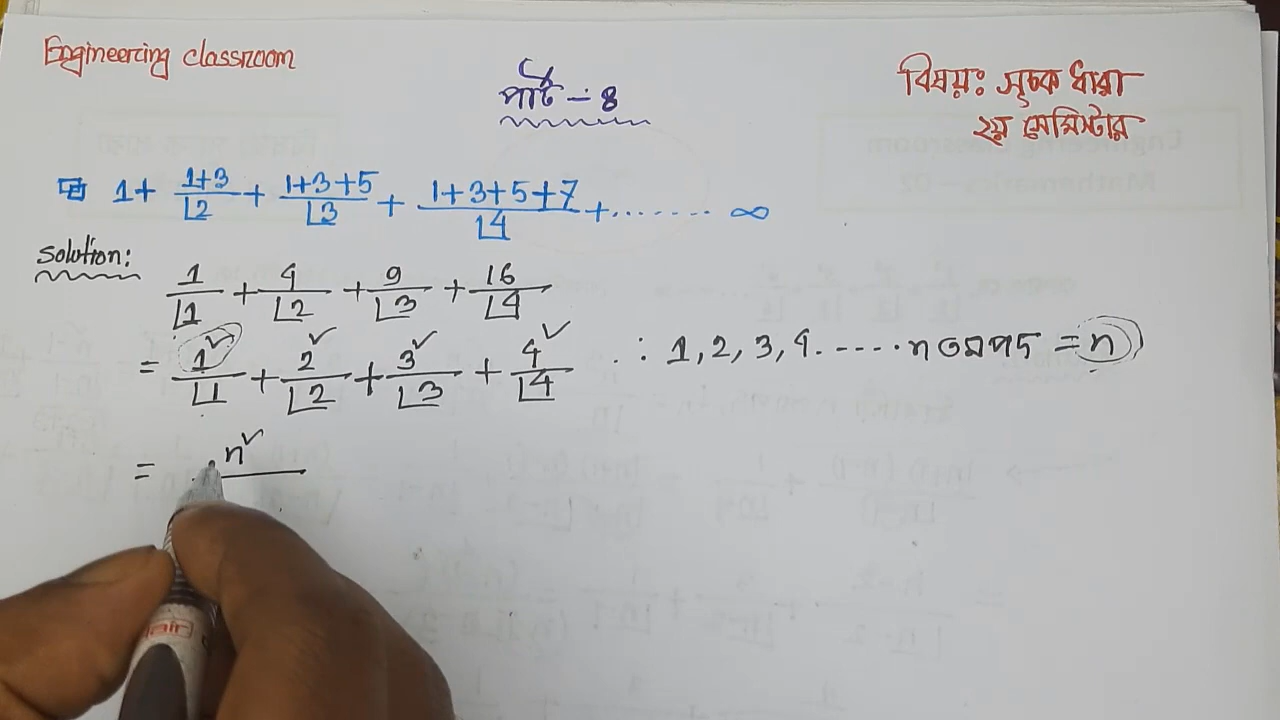 Engineering classroom
পার্ট - ৪
বিষয়ঃ সূচক ধারা
২য় সেমিস্টার
1 + (1+3)/⌊2 + (1+3+5)/⌊3 + (1+3+5+7)/⌊4 + ........ ∞
Solution:
1/⌊1 + 4/⌊2 + 9/⌊3 + 16/⌊4
= 1²/⌊1 + 2²/⌊2 + 3²/⌊3 + 4²/⌊4 ∴ 1, 2, 3, 4. ..... n তম পদ = n
= n²